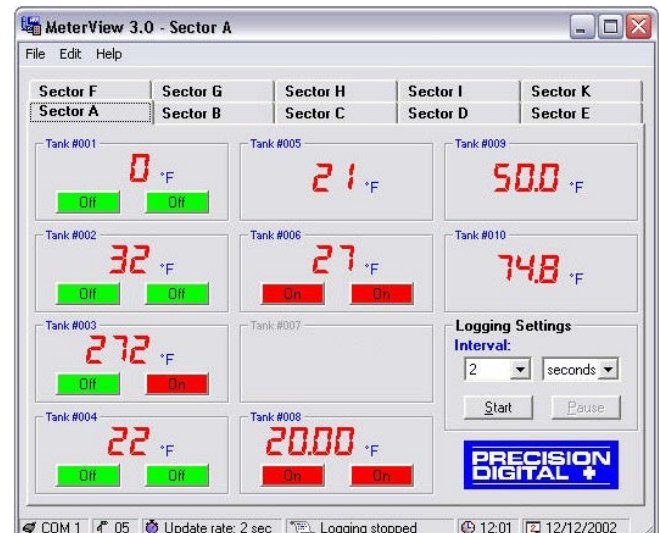 MeterView 3.0 - Sector A
File Edit Help
Sector F Sector G Sector H Sector I Sector K
Sector A Sector B Sector C Sector D Sector E
Tank #001
0 °F
Off Off
Tank #002
32 °F
Off Off
Tank #003
272 °F
Off On
Tank #004
22 °F
Off Off
Tank #005
21 °F
Tank #006
27 °F
On On
Tank #007
Tank #008
20.00 °F
On On
Tank #009
50.0 °F
Tank #010
74.8 °F
Logging Settings
Interval:
2 seconds
Start Pause
PRECISION
DIGITAL +
COM 1 05 Update rate: 2 sec Logging stopped 12:01 12/12/2002